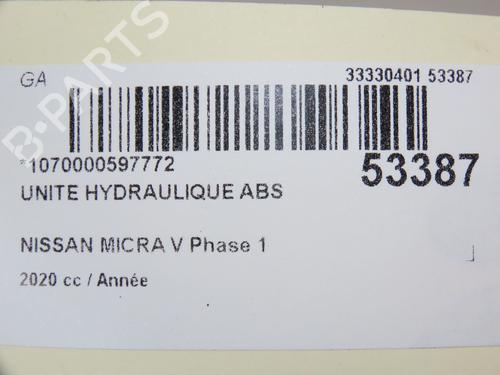 GA
33330401 53387
*1070000597772
53387
UNITE HYDRAULIQUE ABS
NISSAN MICRA V Phase 1
2020 cc / Année
B-PARTS